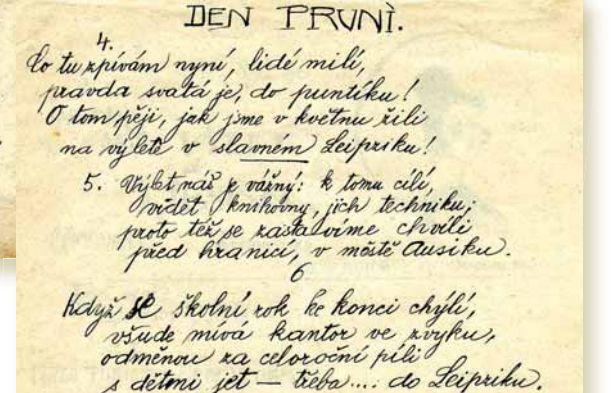 DEN PRVNÍ.
4.
Co tu zpívám nyní, lidé milí,
pravda svatá je, do puntíku!
O tom pěji, jak jsme v květnu žili
na výletě v slavném Leipziku!
5. Výlet náš je vážný: k tomu cílí,
vidět knihovny, jich techniku;
proto též se zastavíme chvíli
před hranicí, v městě Ausiku.
6
Když se školní rok ke konci chýlí,
všude mívá kantor ve zvyku,
odměnou za celoroční píli
s dětmi jet — třeba.... do Leipziku.